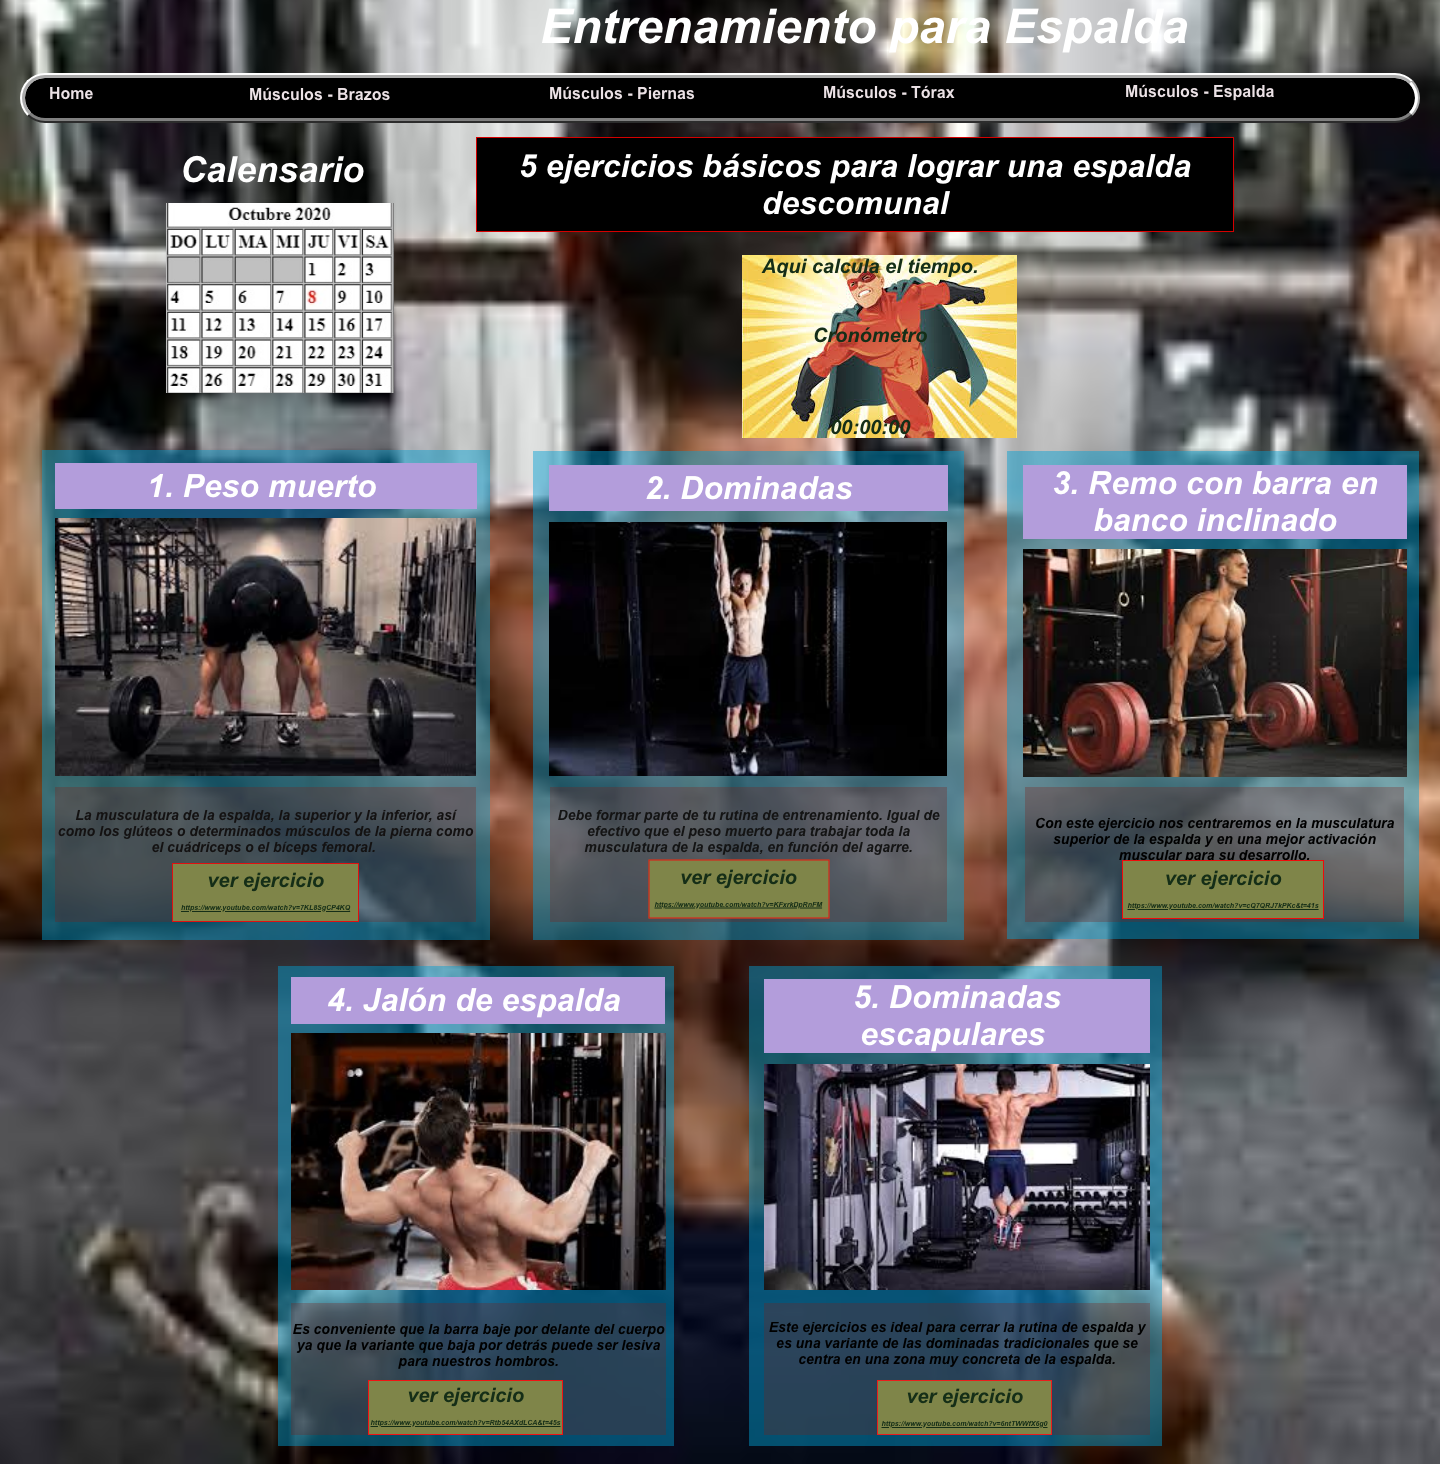 Entrenamiento para Espalda
Home Músculos - Brazos Músculos - Piernas Músculos - Tórax Músculos - Espalda
Calensario
Octubre 2020
DO LU MA MI JU VI SA
1 2 3
4 5 6 7 8 9 10
11 12 13 14 15 16 17
18 19 20 21 22 23 24
25 26 27 28 29 30 31
5 ejercicios básicos para lograr una espalda
descomunal
Aqui calcula el tiempo.
Cronómetro
00:00:00
1. Peso muerto
La musculatura de la espalda, la superior y la inferior, así
como los glúteos o determinados músculos de la pierna como
el cuádriceps o el bíceps femoral.
ver ejercicio
https://www.youtube.com/watch?v=7KL8SgCP4KQ
2. Dominadas
Debe formar parte de tu rutina de entrenamiento. Igual de
efectivo que el peso muerto para trabajar toda la
musculatura de la espalda, en función del agarre.
ver ejercicio
https://www.youtube.com/watch?v=KFxrkDpRnFM
3. Remo con barra en
banco inclinado
Con este ejercicio nos centraremos en la musculatura
superior de la espalda y en una mejor activación
muscular para su desarrollo.
ver ejercicio
https://www.youtube.com/watch?v=cQ7QRJ7kPKc&t=41s
4. Jalón de espalda
Es conveniente que la barra baje por delante del cuerpo
ya que la variante que baja por detrás puede ser lesiva
para nuestros hombros.
ver ejercicio
https://www.youtube.com/watch?v=Rtb54AXdLCA&t=45s
5. Dominadas
escapulares
Este ejercicios es ideal para cerrar la rutina de espalda y
es una variante de las dominadas tradicionales que se
centra en una zona muy concreta de la espalda.
ver ejercicio
https://www.youtube.com/watch?v=6ntTWWfX6g0